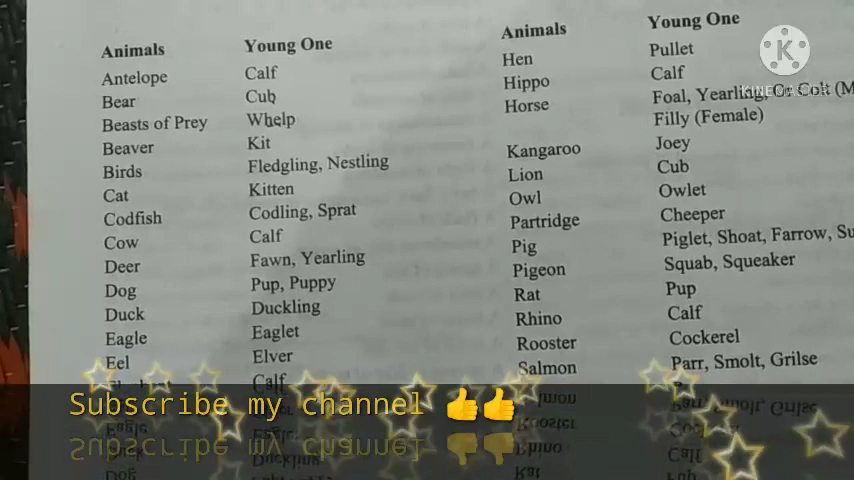 Animals Young One
Antelope Calf
Bear Cub
Beasts of Prey Whelp
Beaver Kit
Birds Fledgling, Nestling
Cat Kitten
Codfish Codling, Sprat
Cow Calf
Deer Fawn, Yearling
Dog Pup, Puppy
Duck Duckling
Eagle Eaglet
Eel Elver
Calf
Animals Young One
Hen Pullet
Hippo Calf
Horse Foal, Yearling, Or Colt (M
Filly (Female)
Kangaroo Joey
Lion Cub
Owl Owlet
Partridge Cheeper
Pig Piglet, Shoat, Farrow, Su
Pigeon Squab, Squeaker
Rat Pup
Rhino Calf
Rooster Cockerel
Salmon Parr, Smolt, Grilse
K
KINEMASTER
Subscribe my channel 👍👍